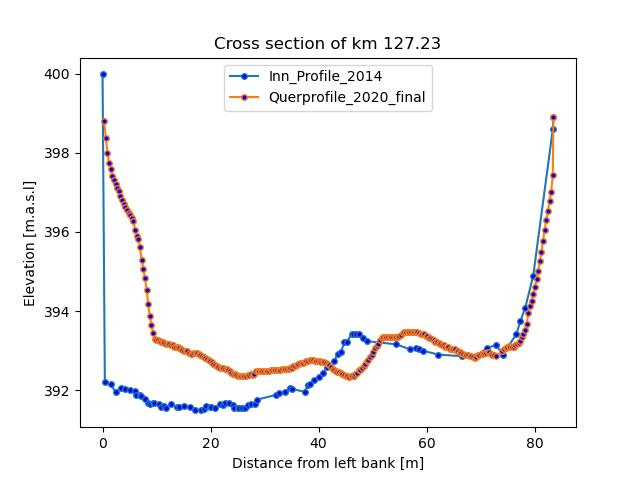 Cross section of km 127.23
Inn_Profile_2014
Querprofile_2020_final
Elevation [m.a.s.l]
400
398
396
394
392
0 20 40 60 80
Distance from left bank [m]